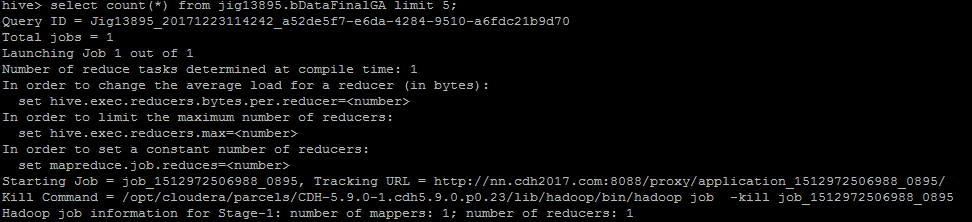 hive> select count(*) from jig13895.bDataFinalGA limit 5;
Query ID = Jig13895_20171223114242_a52de5f7-e6da-4284-9510-a6fdc21b9d70
Total jobs = 1
Launching Job 1 out of 1
Number of reduce tasks determined at compile time: 1
In order to change the average load for a reducer (in bytes):
  set hive.exec.reducers.bytes.per.reducer=<number>
In order to limit the maximum number of reducers:
  set hive.exec.reducers.max=<number>
In order to set a constant number of reducers:
  set mapreduce.job.reduces=<number>
Starting Job = job_1512972506988_0895, Tracking URL = http://nn.cdh2017.com:8088/proxy/application_1512972506988_0895/
Kill Command = /opt/cloudera/parcels/CDH-5.9.0-1.cdh5.9.0.p0.23/lib/hadoop/bin/hadoop job  -kill job_1512972506988_0895
Hadoop job information for Stage-1: number of mappers: 1; number of reducers: 1